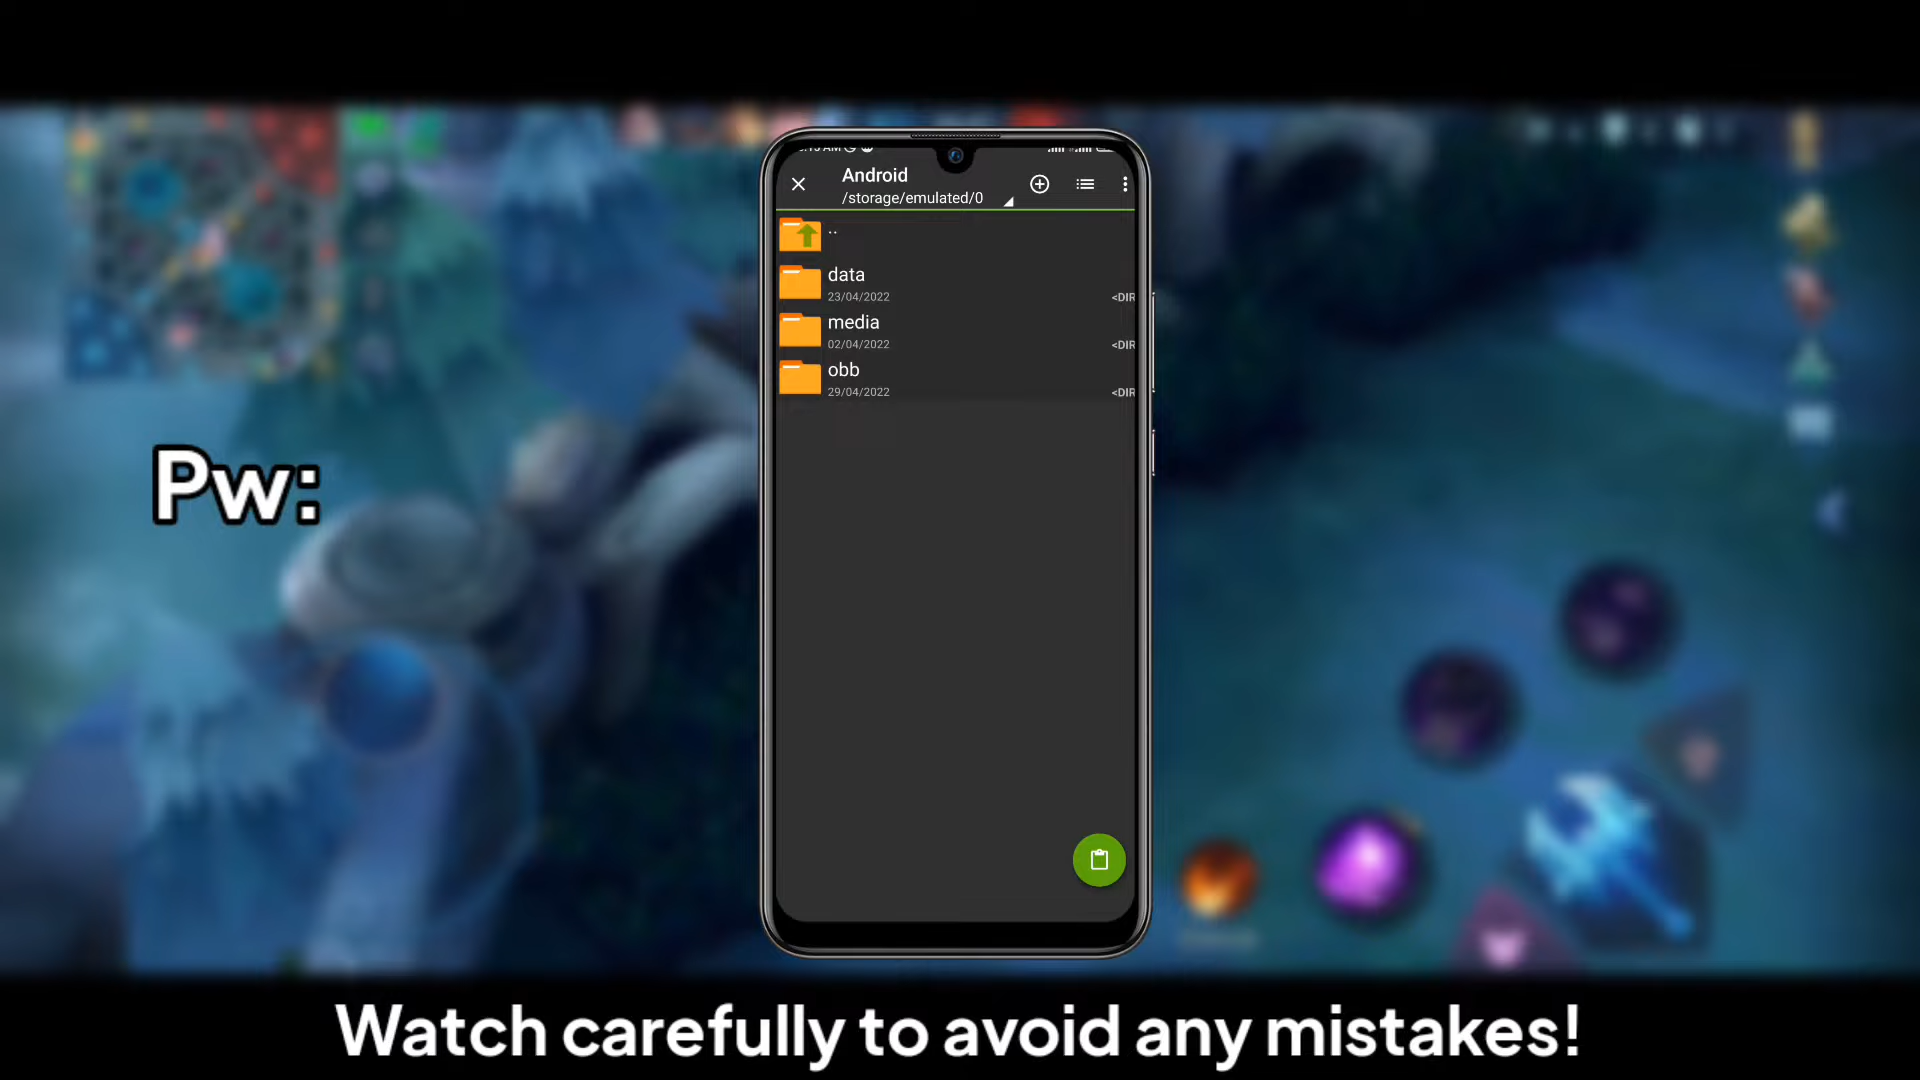 Android
/storage/emulated/0
..
data
23/04/2022
<DIR
media
02/04/2022
<DIR
obb
29/04/2022
<DIR
Pw:
Watch carefully to avoid any mistakes!